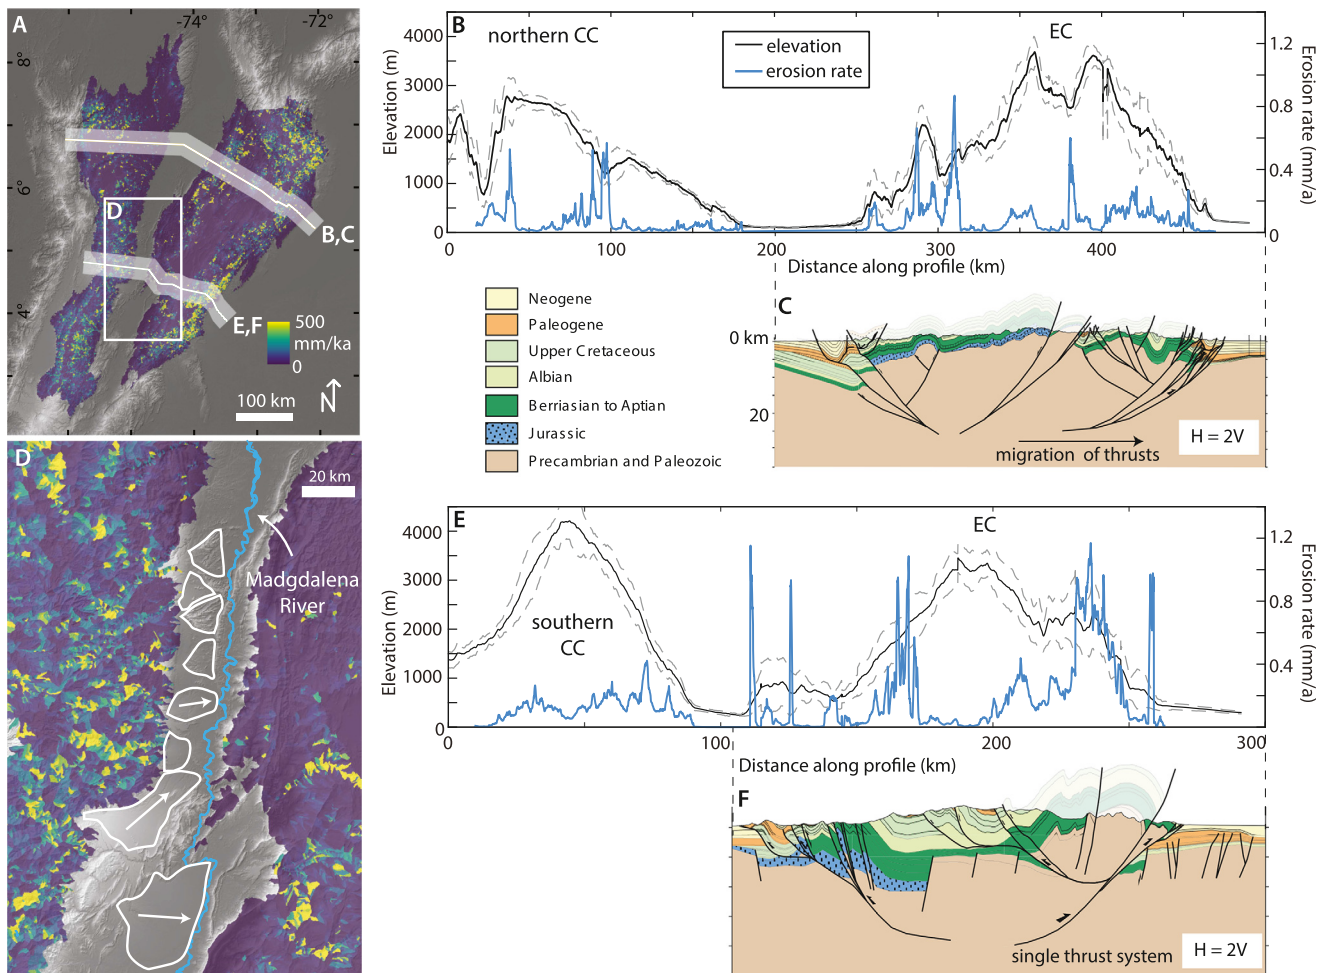 A
-74°
-72°
8°
6°
4°
D
B,C
E,F
500
mm/ka
0
N
100 km
B
northern CC
EC
elevation
erosion rate
Elevation (m)
4000
3000
2000
1000
0
Erosion rate (mm/a)
1.2
0.8
0.4
0
0
100
200
300
400
Distance along profile (km)
Neogene
Paleogene
Upper Cretaceous
Albian
Berriasian to Aptian
Jurassic
Precambrian and Paleozoic
C
0 km
20
migration of thrusts
H = 2V
D
20 km
Madgdalena
River
E
southern
CC
EC
Elevation (m)
4000
3000
2000
1000
0
Erosion rate (mm/a)
1.2
0.8
0.4
0
0
100
200
300
Distance along profile (km)
F
single thrust system
H = 2V